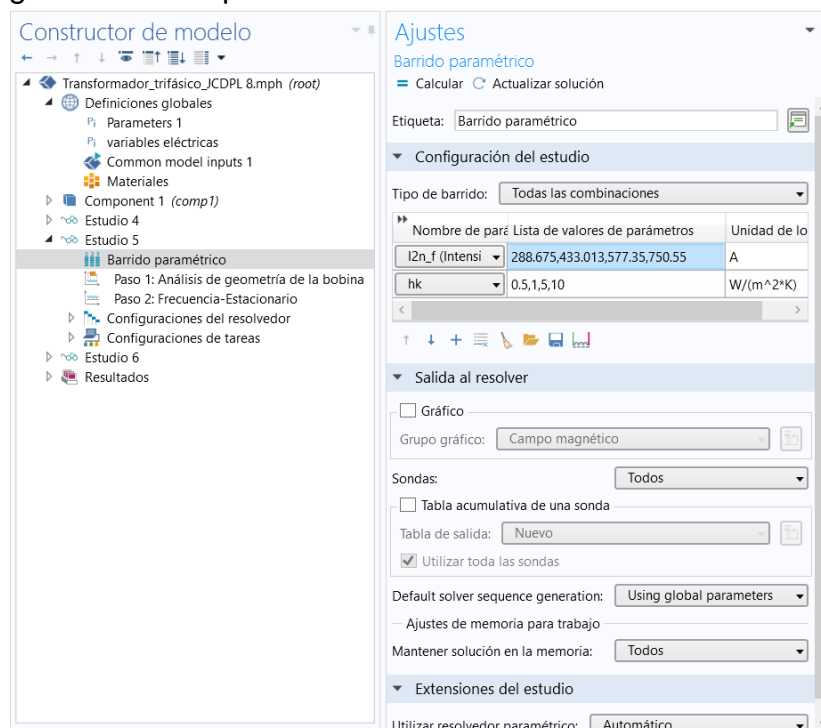 Constructor de modelo
Transformador_trifásico_JCDPL 8.mph (root)
Definiciones globales
Pi Parameters 1
Pi variables eléctricas
Common model inputs 1
Materiales
Component 1 (comp1)
Estudio 4
Estudio 5
Barrido paramétrico
Paso 1: Análisis de geometría de la bobina
Paso 2: Frecuencia-Estacionario
Configuraciones del resolvedor
Configuraciones de tareas
Estudio 6
Resultados
Ajustes
Barrido paramétrico
= Calcular Actualizar solución
Etiqueta: Barrido paramétrico
Configuración del estudio
Tipo de barrido: Todas las combinaciones
Nombre de pará Lista de valores de parámetros Unidad de lo
I2n_f (Intensi 288.675,433.013,577.35,750.55 A
hk 0.5,1,5,10 W/(m^2*K)
Salida al resolver
Gráfico
Grupo gráfico: Campo magnético
Sondas: Todos
Tabla acumulativa de una sonda
Tabla de salida: Nuevo
Utilizar toda las sondas
Default solver sequence generation: Using global parameters
Ajustes de memoria para trabajo
Mantener solución en la memoria: Todos
Extensiones del estudio
Utilizar resolvedor paramétrico: Automático